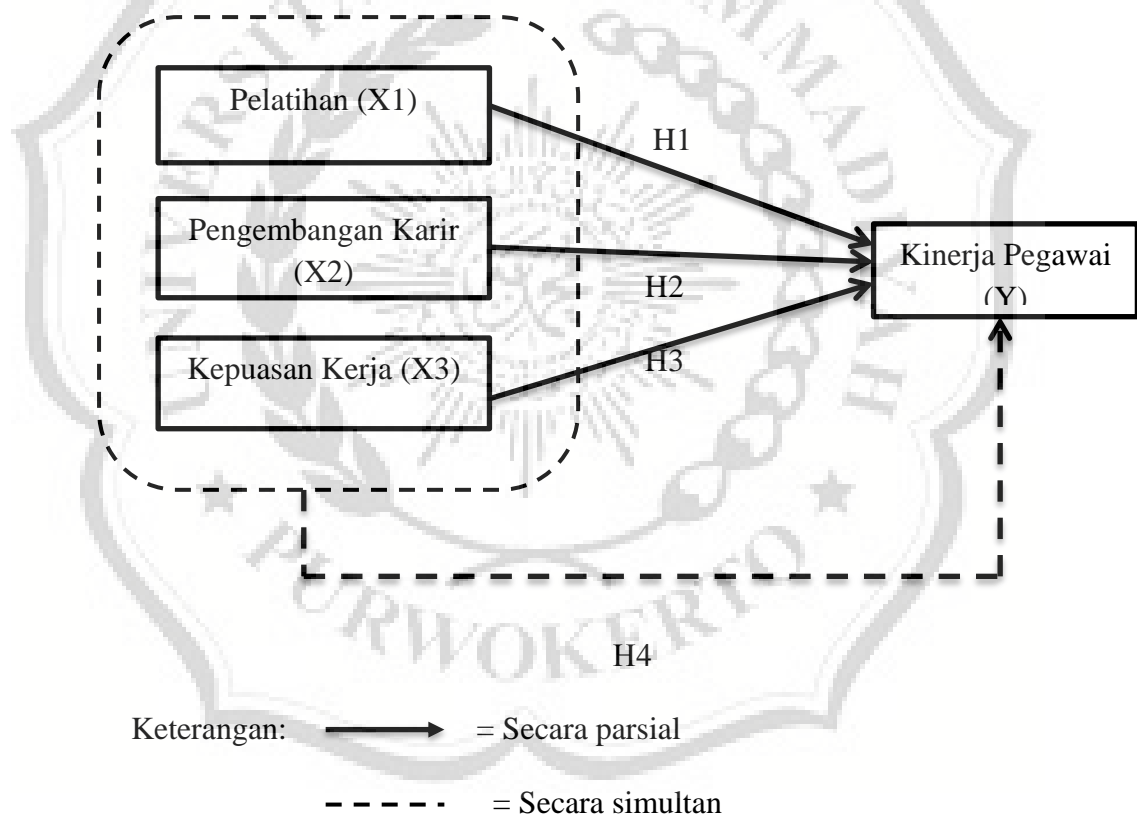 Pelatihan (X1)
H1
Pengembangan Karir
(X2)
H2
Kinerja Pegawai
(Y)
Kepuasan Kerja (X3)
H3
PURWOKERTO
H4
Keterangan: = Secara parsial
= Secara simultan